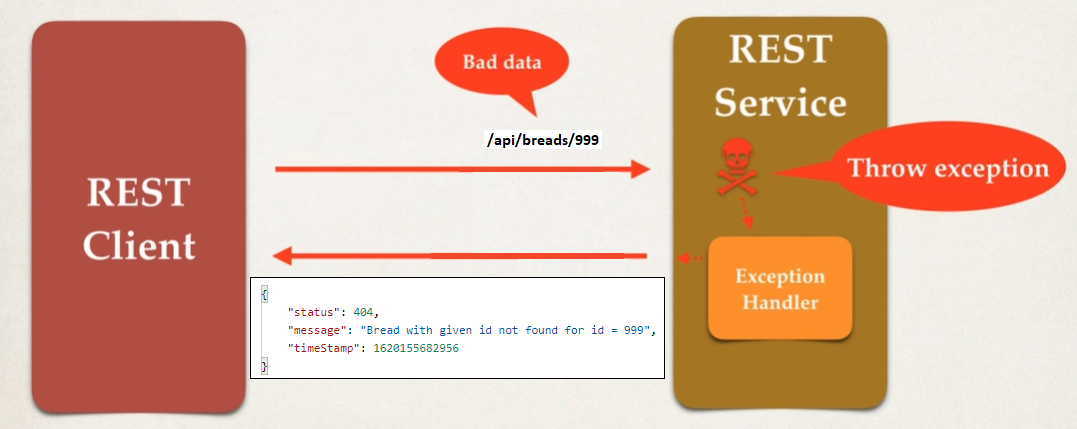 REST
Client
Bad data
/api/breads/999
REST
Service
Throw exception
Exception
Handler
{
"status": 404,
"message": "Bread with given id not found for id = 999",
"timeStamp": 1620155682956
}